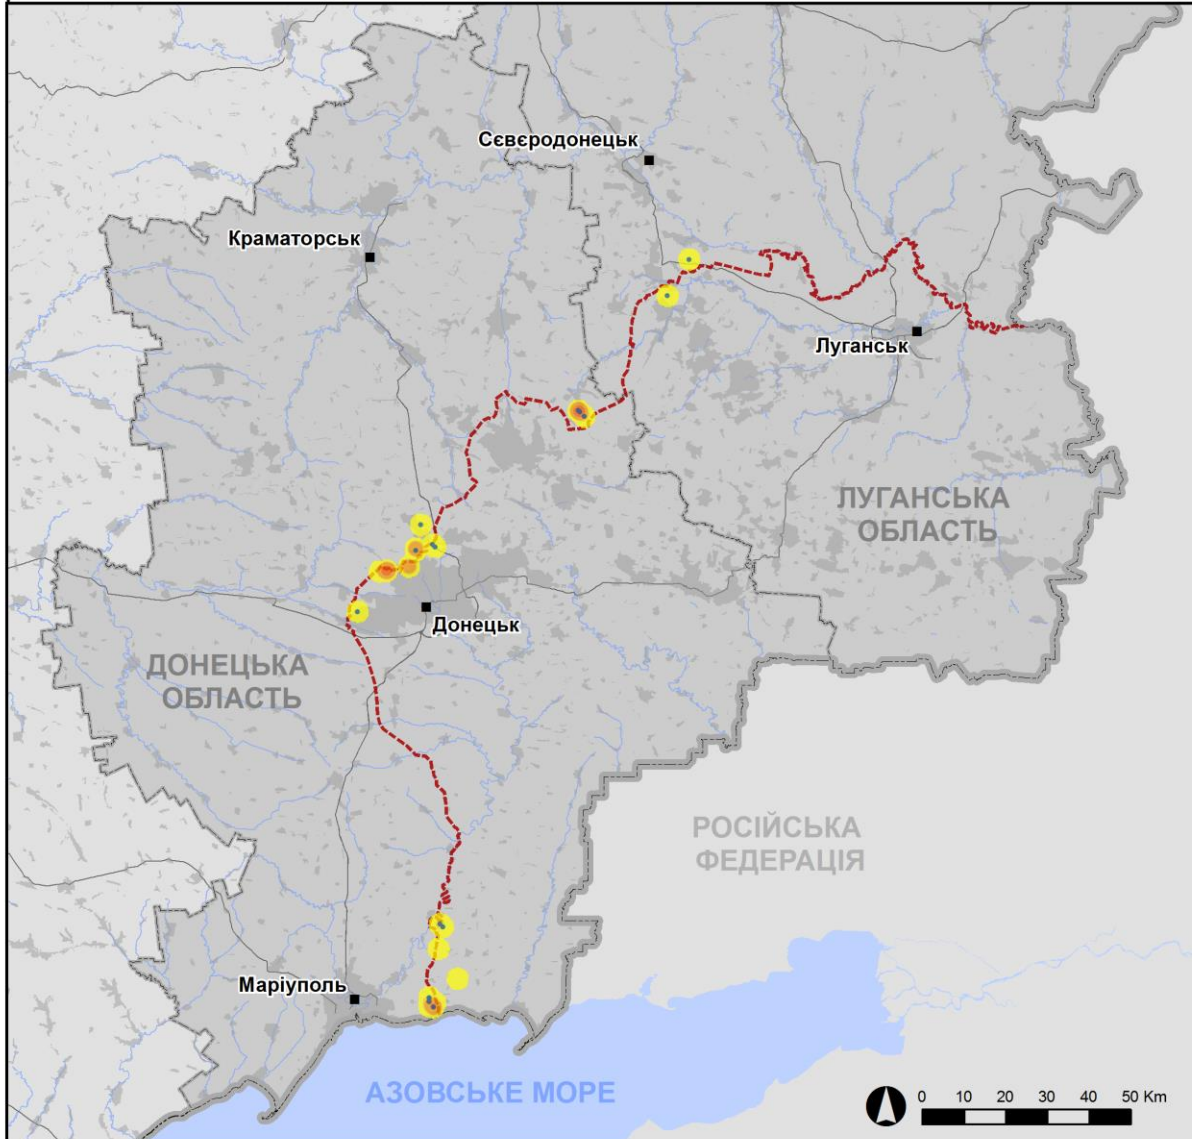 Сєвєродонецьк
Краматорськ
Луганськ
ЛУГАНСЬКА
ОБЛАСТЬ
Донецьк
ДОНЕЦЬКА
ОБЛАСТЬ
РОСІЙСЬКА
ФЕДЕРАЦІЯ
Маріуполь
АЗОВСЬКЕ МОРЕ
0 10 20 30 40 50 Km